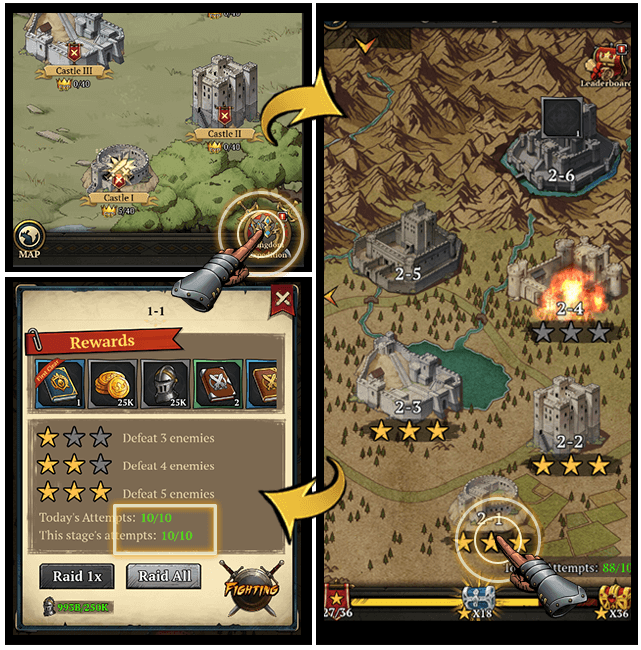 Castle III
0/40
Castle II
0/40
Castle I
5/40
MAP
Leaderboard
1
2-6
2-5
2-4
2-3
2-2
2-1
Attempts: 88/10
27/36
X18
X36
1-1
Rewards
First Clear
1
25K
25K
2
Defeat 3 enemies
Defeat 4 enemies
Defeat 5 enemies
Today's Attempts: 10/10
This stage's attempts: 10/10
Raid 1x
Raid All
FIGHTING